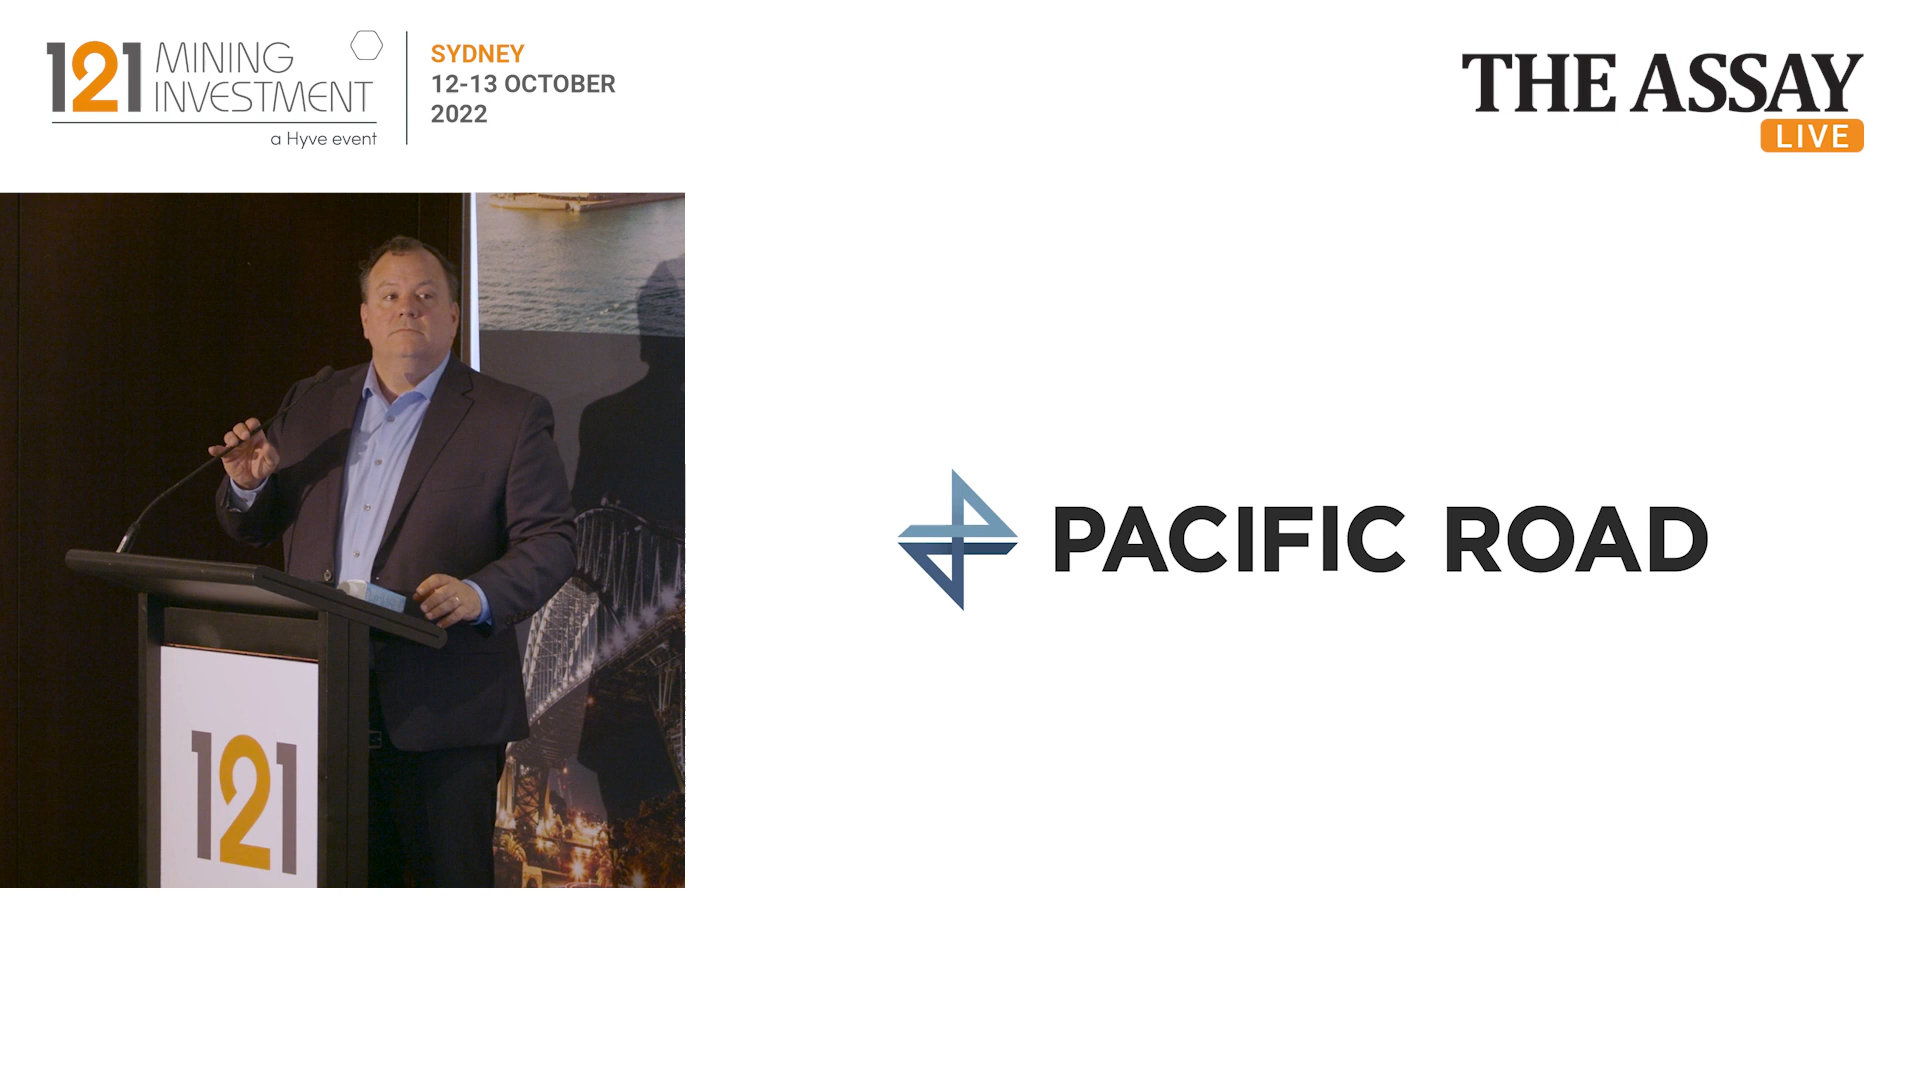 121 MINING
INVESTMENT
a Hyve event
SYDNEY
12-13 OCTOBER
2022
THE ASSAY
LIVE
PACIFIC ROAD
121